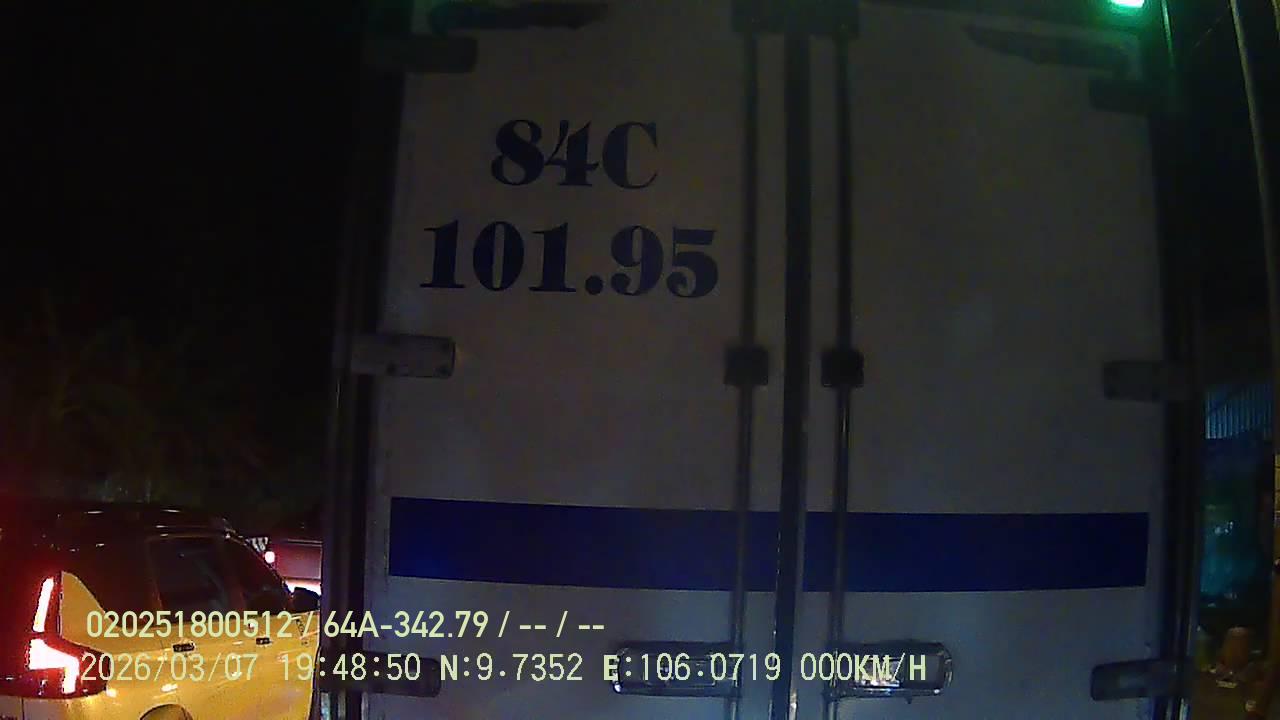 84C
101.95
020251800512 / 64A-342.79 / -- / --
2026/03/07 19:48:50 N:9.7352 E:106.0719 000KM/H